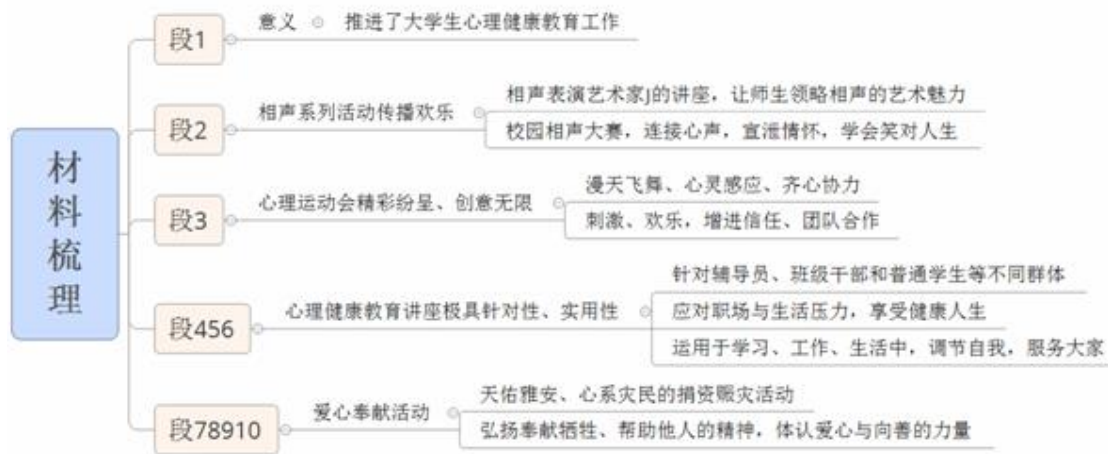 材料梳理
段1
意义
推进了大学生心理健康教育工作
段2
相声系列活动传播欢乐
相声表演艺术家J的讲座，让师生领略相声的艺术魅力
校园相声大赛，连接心声，宣泄情怀，学会笑对人生
段3
心理运动会精彩纷呈、创意无限
漫天飞舞、心灵感应、齐心协力
刺激、欢乐，增进信任、团队合作
段456
心理健康教育讲座极具针对性、实用性
针对辅导员、班级干部和普通学生等不同群体
应对职场与生活压力，享受健康人生
运用于学习、工作、生活中，调节自我，服务大家
段78910
爱心奉献活动
天佑雅安、心系灾民的捐资赈灾活动
弘扬奉献牺牲、帮助他人的精神，体认爱心与向善的力量